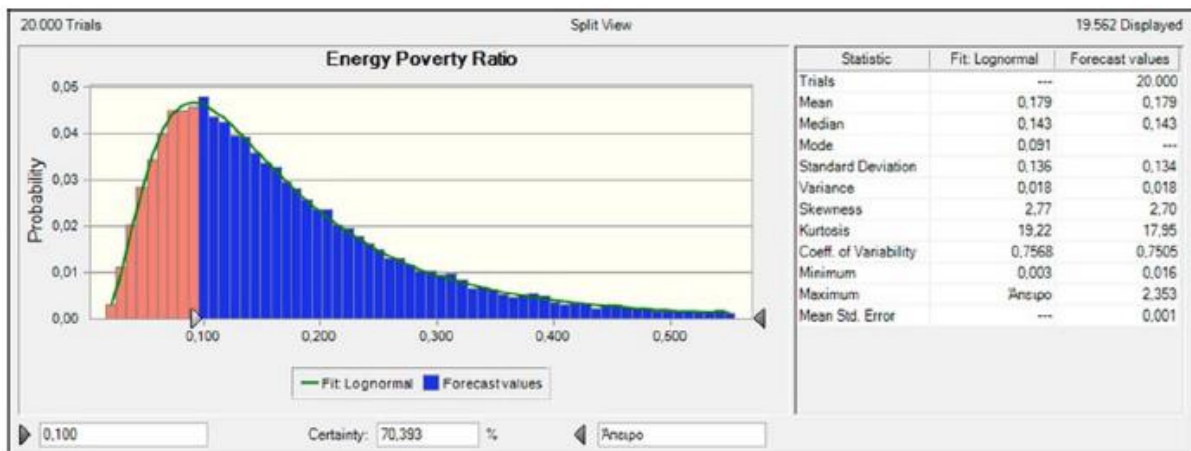 20.000 Trials Split View 19.562 Displayed
Energy Poverty Ratio
Probability
0,05
0,04
0,03
0,02
0,01
0,00
0,100 0,200 0,300 0,400 0,500
Fit: Lognormal Forecast values
Statistic Fit: Lognormal Forecast values
Trials --- 20.000
Mean 0,179 0,179
Median 0,143 0,143
Mode 0,091 ---
Standard Deviation 0,136 0,134
Variance 0,018 0,018
Skewness 2,77 2,70
Kurtosis 19,22 17,95
Coeff. of Variability 0,7568 0,7505
Minimum 0,003 0,016
Maximum Άπειρο 2,353
Mean Std. Error --- 0,001
0,100 Certainty: 70,393 % Άπειρο